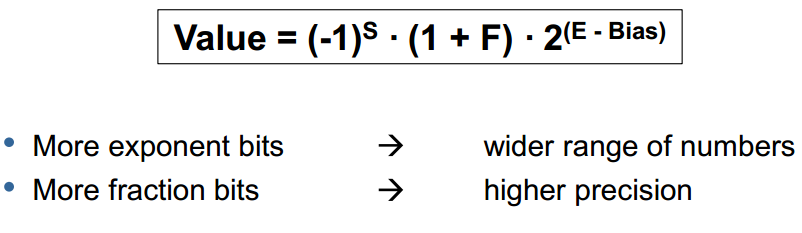 Value = (-1)^S · (1 + F) · 2^(E - Bias)
• More exponent bits → wider range of numbers
• More fraction bits → higher precision